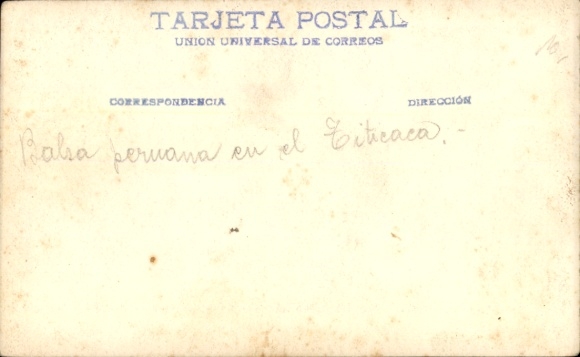 TARJETA POSTAL
UNION UNIVERSAL DE CORREOS
CORRESPONDENCIA
DIRECCIÓN
Balsa peruana en el Titicaca.-